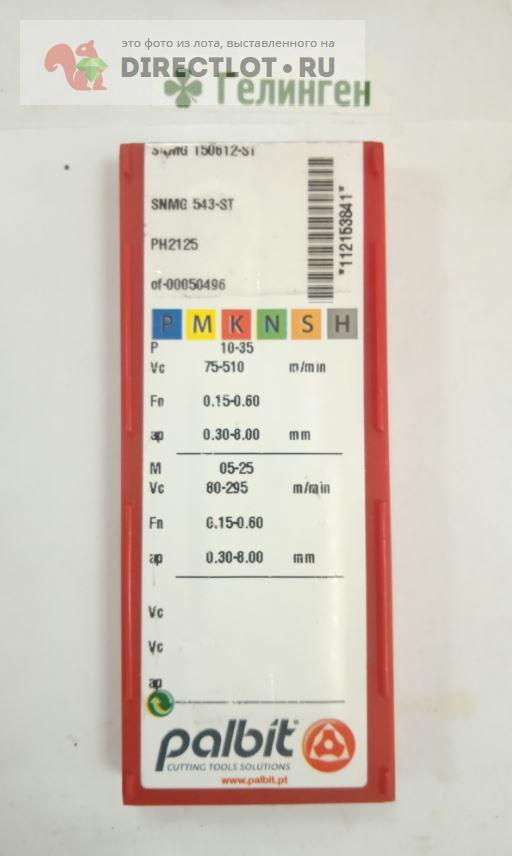 это фото из лота, выставленного на
DIRECTLOT.RU
Гелинген
SNMG 150612-ST
SNMG 543-ST
PH2125
of-00050496
*112153841*
P M K N S H
P 10-35
Vc 75-510 m/min
Fn 0.15-0.60
ap 0.30-8.00 mm
M 05-25
Vc 80-295 m/min
Fn 0.15-0.60
ap 0.30-8.00 mm
Vc
Vc
ap
palbit
CUTTING TOOLS SOLUTIONS
www.palbit.pt